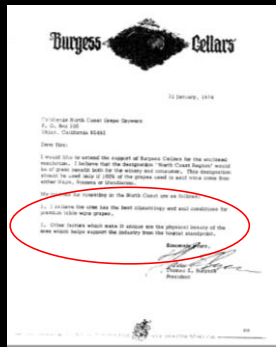 Burgess Cellars
22 January, 1976
California North Coast Grape Growers
P. O. Box 213
Ukiah, California 95482
Dear Sirs:
I would like to extend the support of Burgess Cellars for the enclosed
resolution. I believe that the designation "North Coast Region" would
be of great benefit both for the winery and consumer. This designation
should be used only if 100% of the grapes used in said wine come from
either Napa, Sonoma or Mendocino.
My reasons for operating in the North Coast are as follows:
1. I believe the area has the best climatology and soil conditions for
premium table wine grapes.
2. Other factors which make it unique are the physical beauty of the
area which helps support the industry from the tourist standpoint.
Sincerely yours,
Thomas E. Burgess
President